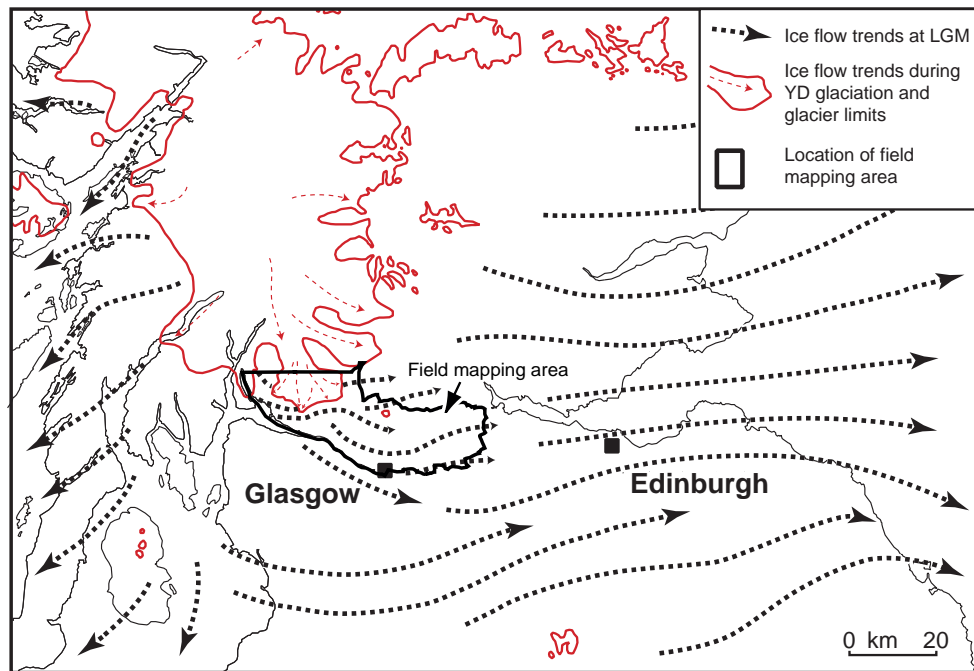 Ice flow trends at LGM
Ice flow trends during
YD glaciation and
glacier limits
Location of field
mapping area
Field mapping area
Glasgow
Edinburgh
0 km 20